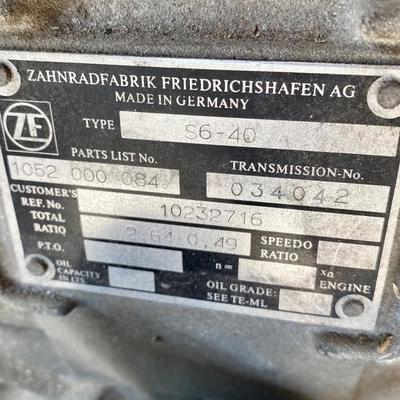 ZAHNRADFABRIK FRIEDRICHSHAFEN AG
MADE IN GERMANY
ZF
TYPE S6-40
PARTS LIST No. TRANSMISSION-No.
1052 000 084 034042
CUSTOMER'S REF. No. 10232716
TOTAL RATIO 2,64-0,49 SPEEDO RATIO
P.T.O. n= xn ENGINE
OIL CAPACITY IN LTS. OIL GRADE: SEE TE-ML